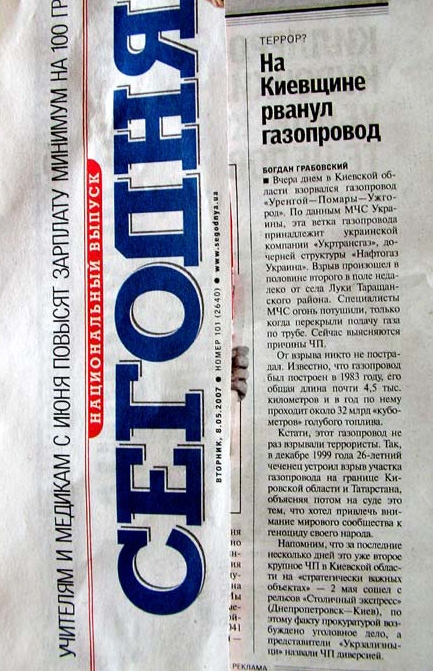 УЧИТЕЛЯМ И МЕДИКАМ С ИЮНЯ ПОВЫСЯТ ЗАРПЛАТУ МИНИМУМ НА 100 ГР
НАЦИОНАЛЬНЫЙ ВЫПУСК
СЕГОДНЯ
ВТОРНИК, 8.05.2007 ● НОМЕР 101 (2640) ● www.segodnya.ua
ТЕРРОР?
На
Киевщине
рванул
газопровод
БОГДАН ГРАБОВСКИЙ
■ Вчера днем в Киевской об-
ласти взорвался газопровод
«Уренгой—Помары—Ужго-
род». По данным МЧС Укра-
ины, эта ветка газопровода
принадлежит украинской
компании «Укртрансгаз», до-
черней структуры «Нафтогаз
Украина». Взрыв произошел в
половине второго в поле неда-
леко от села Луки Таращан-
ского района. Специалисты
МЧС огонь потушили, только
когда перекрыли подачу газа
по трубе. Сейчас выясняются
причины ЧП.
От взрыва никто не постра-
дал. Известно, что газопровод
был построен в 1983 году, его
общая длина почти 4,5 тыс.
километров и в год по нему
проходит около 32 млрд «кубо-
метров» голубого топлива.
Кстати, этот газопровод не
раз взрывали террористы. Так,
в декабре 1999 года 26-летний
чеченец устроил взрыв участка
газопровода на границе Ки-
ровской области и Татарстана,
объясняя потом на суде это
тем, что хотел привлечь вни-
мание мирового сообщества к
геноциду своего народа.
Напомним, что за последние
несколько дней это уже второе
крупное ЧП в Киевской облас-
ти на «стратегически важных
объектах» — 2 мая сошел с
рельсов «Столичный экспресс»
(Днепропетровск—Киев), по
этому факту прокуратурой воз-
буждено уголовное дело, а
представители «Укрзализны-
ци» назвали ЧП диверсией.
РЕКЛАМА